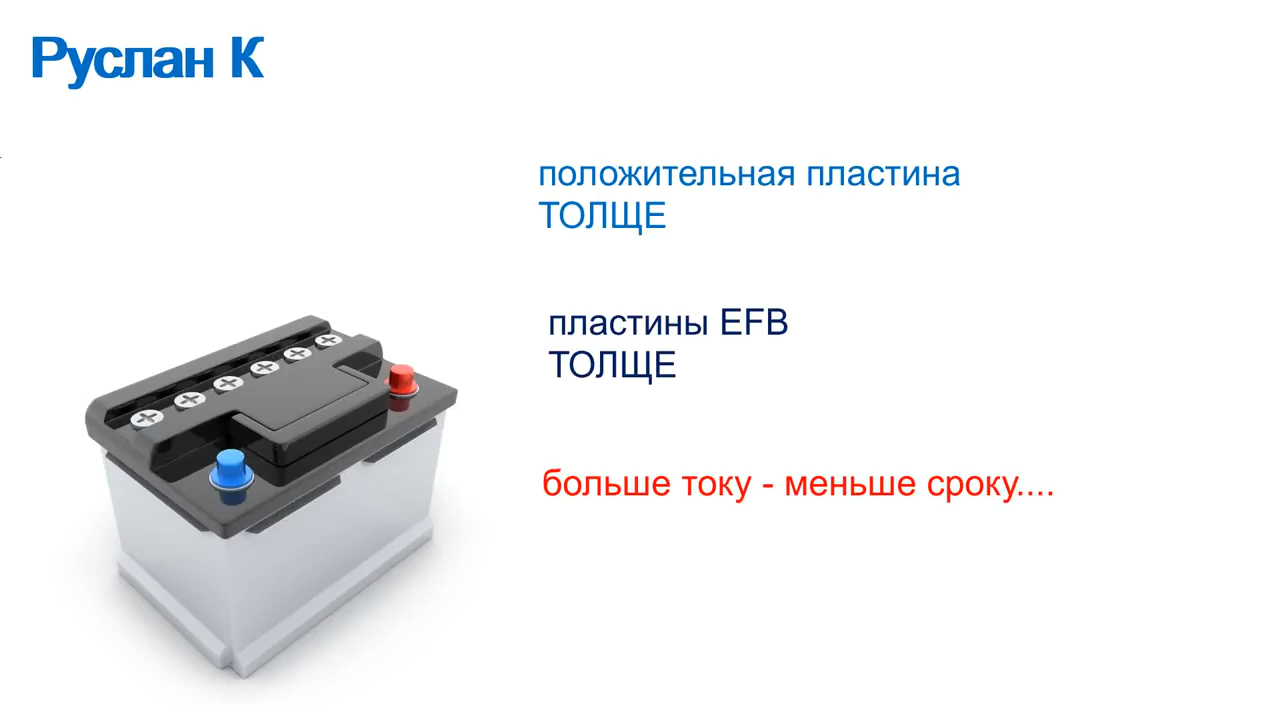 Руслан К
положительная пластина
ТОЛЩЕ
пластины EFB
ТОЛЩЕ
больше току - меньше сроку....